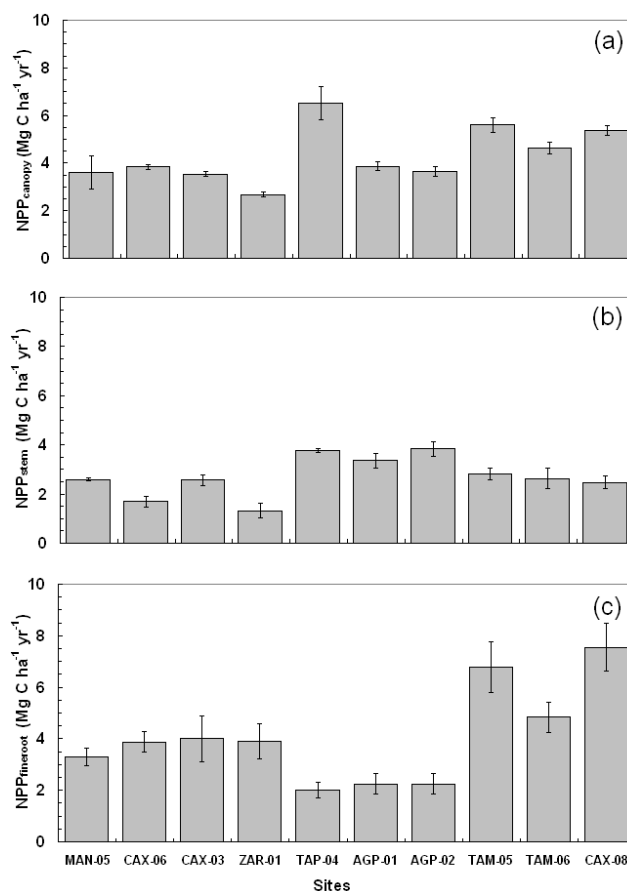 (a)
NPPcanopy (Mg C ha-1 yr-1)
10
8
6
4
2
0
(b)
NPPstem (Mg C ha-1 yr-1)
10
8
6
4
2
0
(c)
NPPfineroot (Mg C ha-1 yr-1)
10
8
6
4
2
0
MAN-05 CAX-06 CAX-03 ZAR-01 TAP-04 AGP-01 AGP-02 TAM-05 TAM-06 CAX-08
Sites